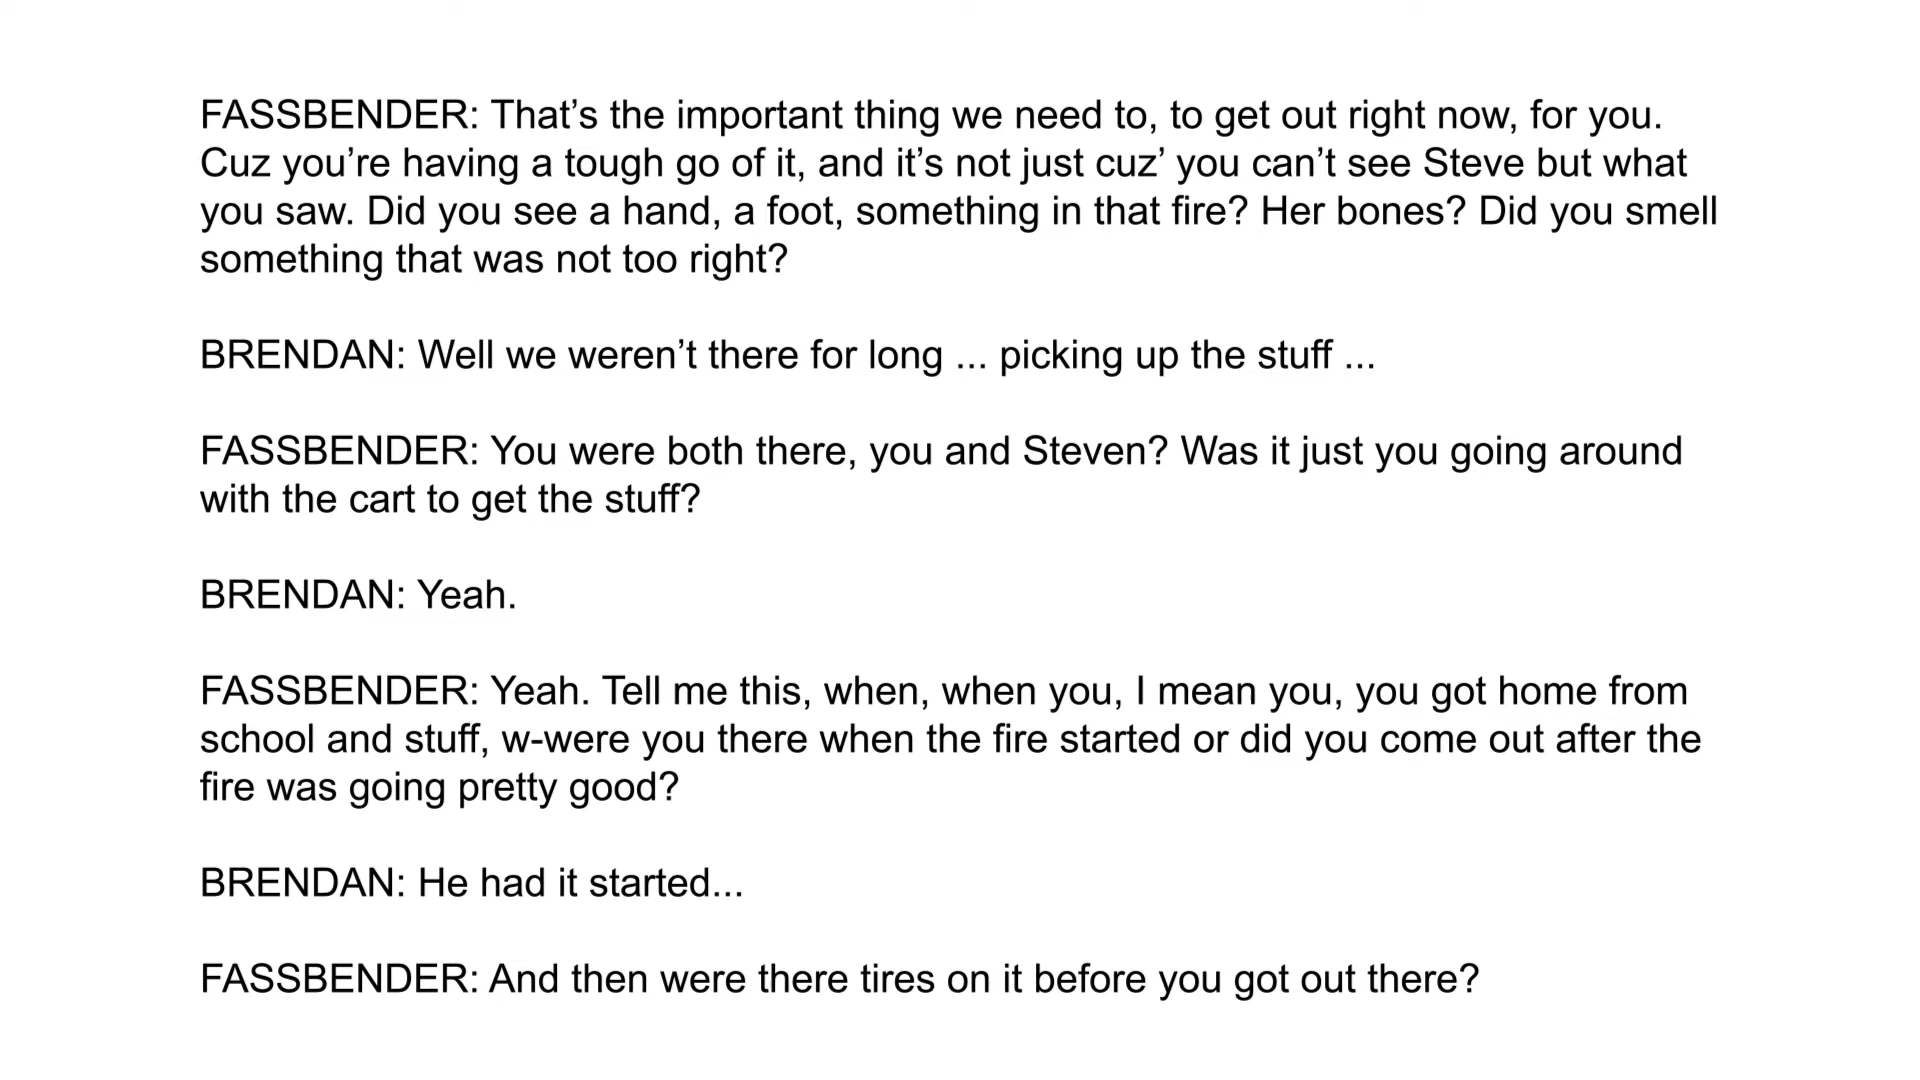 FASSBENDER: That’s the important thing we need to, to get out right now, for you.
Cuz you’re having a tough go of it, and it’s not just cuz’ you can’t see Steve but what
you saw. Did you see a hand, a foot, something in that fire? Her bones? Did you smell
something that was not too right?
BRENDAN: Well we weren’t there for long ... picking up the stuff ...
FASSBENDER: You were both there, you and Steven? Was it just you going around
with the cart to get the stuff?
BRENDAN: Yeah.
FASSBENDER: Yeah. Tell me this, when, when you, I mean you, you got home from
school and stuff, w-were you there when the fire started or did you come out after the
fire was going pretty good?
BRENDAN: He had it started...
FASSBENDER: And then were there tires on it before you got out there?